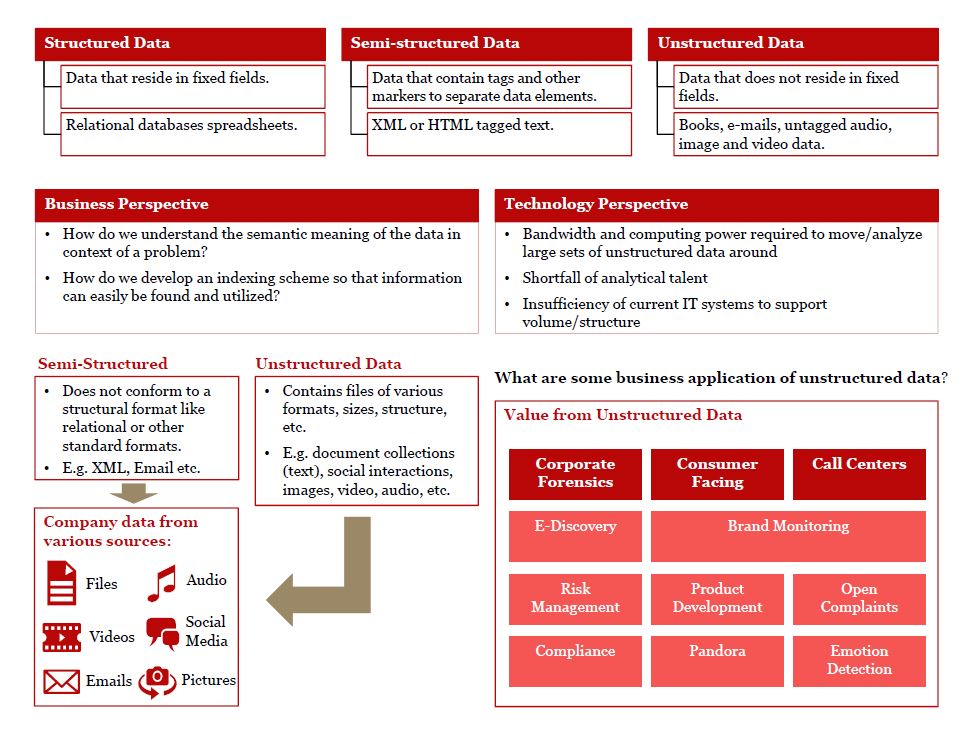 Structured Data
Data that reside in fixed fields.
Relational databases spreadsheets.
Semi-structured Data
Data that contain tags and other
markers to separate data elements.
XML or HTML tagged text.
Unstructured Data
Data that does not reside in fixed
fields.
Books, e-mails, untagged audio,
image and video data.
Business Perspective
• How do we understand the semantic meaning of the data in
context of a problem?
• How do we develop an indexing scheme so that information
can easily be found and utilized?
Technology Perspective
• Bandwidth and computing power required to move/analyze
large sets of unstructured data around
• Shortfall of analytical talent
• Insufficiency of current IT systems to support
volume/structure
Semi-Structured
• Does not conform to a
structural format like
relational or other
standard formats.
• E.g. XML, Email etc.
Unstructured Data
• Contains files of various
formats, sizes, structure,
etc.
• E.g. document collections
(text), social interactions,
images, video, audio, etc.
Company data from
various sources:
Files
Audio
Videos
Social
Media
Emails
Pictures
What are some business application of unstructured data?
Value from Unstructured Data
Corporate
Forensics
Consumer
Facing
Call Centers
E-Discovery
Brand Monitoring
Risk
Management
Product
Development
Open
Complaints
Compliance
Pandora
Emotion
Detection